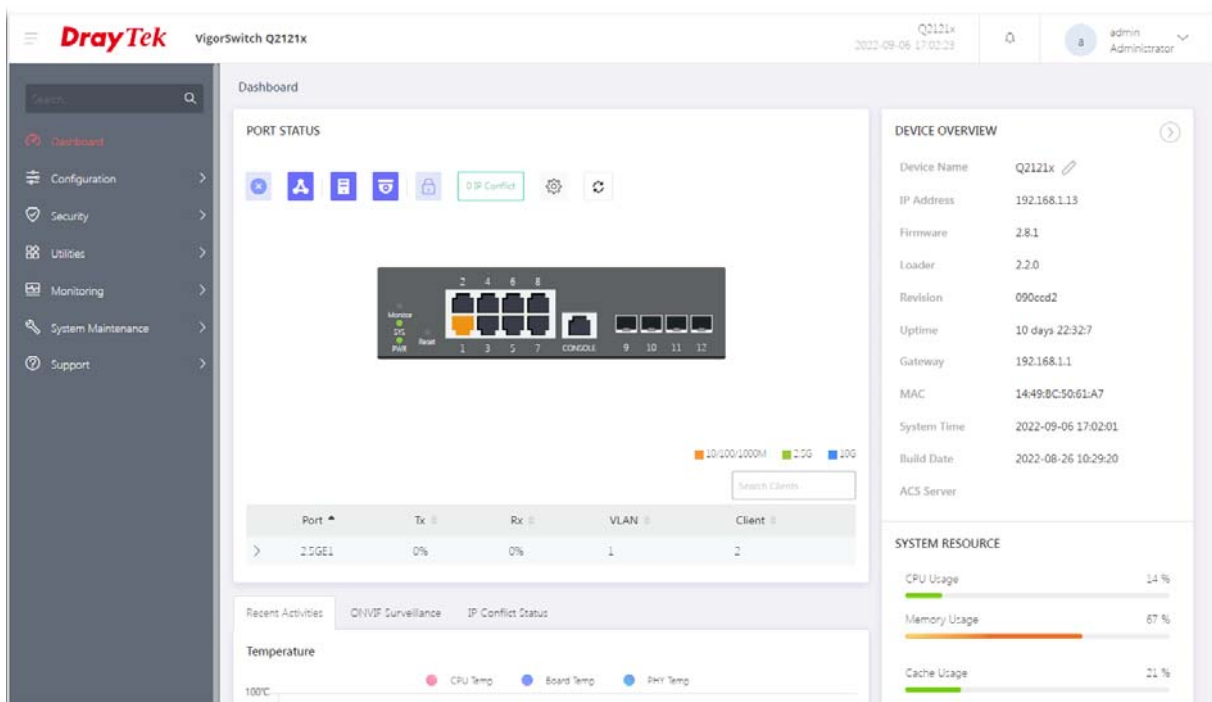 DrayTek VigorSwitch Q2121x
Q2121x
2022-09-06 17:02:23
a
admin
Administrator
Search...
Dashboard
Configuration
Security
Utilities
Monitoring
System Maintenance
Support
Dashboard
PORT STATUS
0 IP Conflict
2 4 6 8
Monitor
SYS
PWR
Reset
1 3 5 7 CONSOLE 9 10 11 12
10/100/1000M 2.5G 10G
Search Clients
Port Tx Rx VLAN Client
2.5GE1 0% 0% 1 2
Recent Activities ONVIF Surveillance IP Conflict Status
Temperature
CPU Temp Board Temp PHY Temp
100°C
DEVICE OVERVIEW
Device Name Q2121x
IP Address 192.168.1.13
Firmware 2.8.1
Loader 2.2.0
Revision 090ccd2
Uptime 10 days 22:32:7
Gateway 192.168.1.1
MAC 14:49:BC:50:61:A7
System Time 2022-09-06 17:02:01
Build Date 2022-08-26 10:29:20
ACS Server
SYSTEM RESOURCE
CPU Usage 14 %
Memory Usage 67 %
Cache Usage 21 %